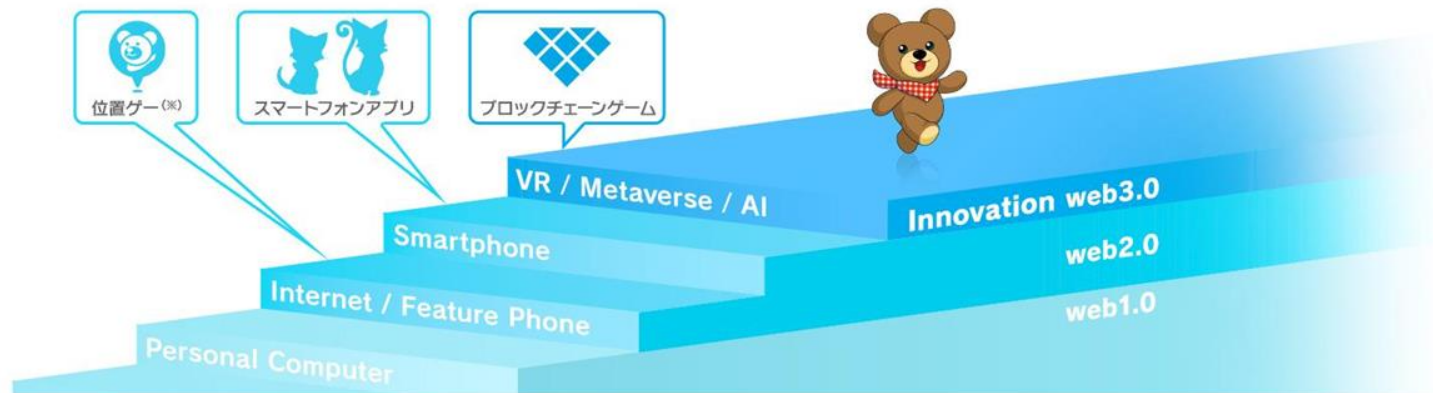 位置ゲー(※)
スマートフォンアプリ
ブロックチェーンゲーム
VR / Metaverse / AI
Innovation web3.0
Smartphone
web2.0
Internet / Feature Phone
web1.0
Personal Computer